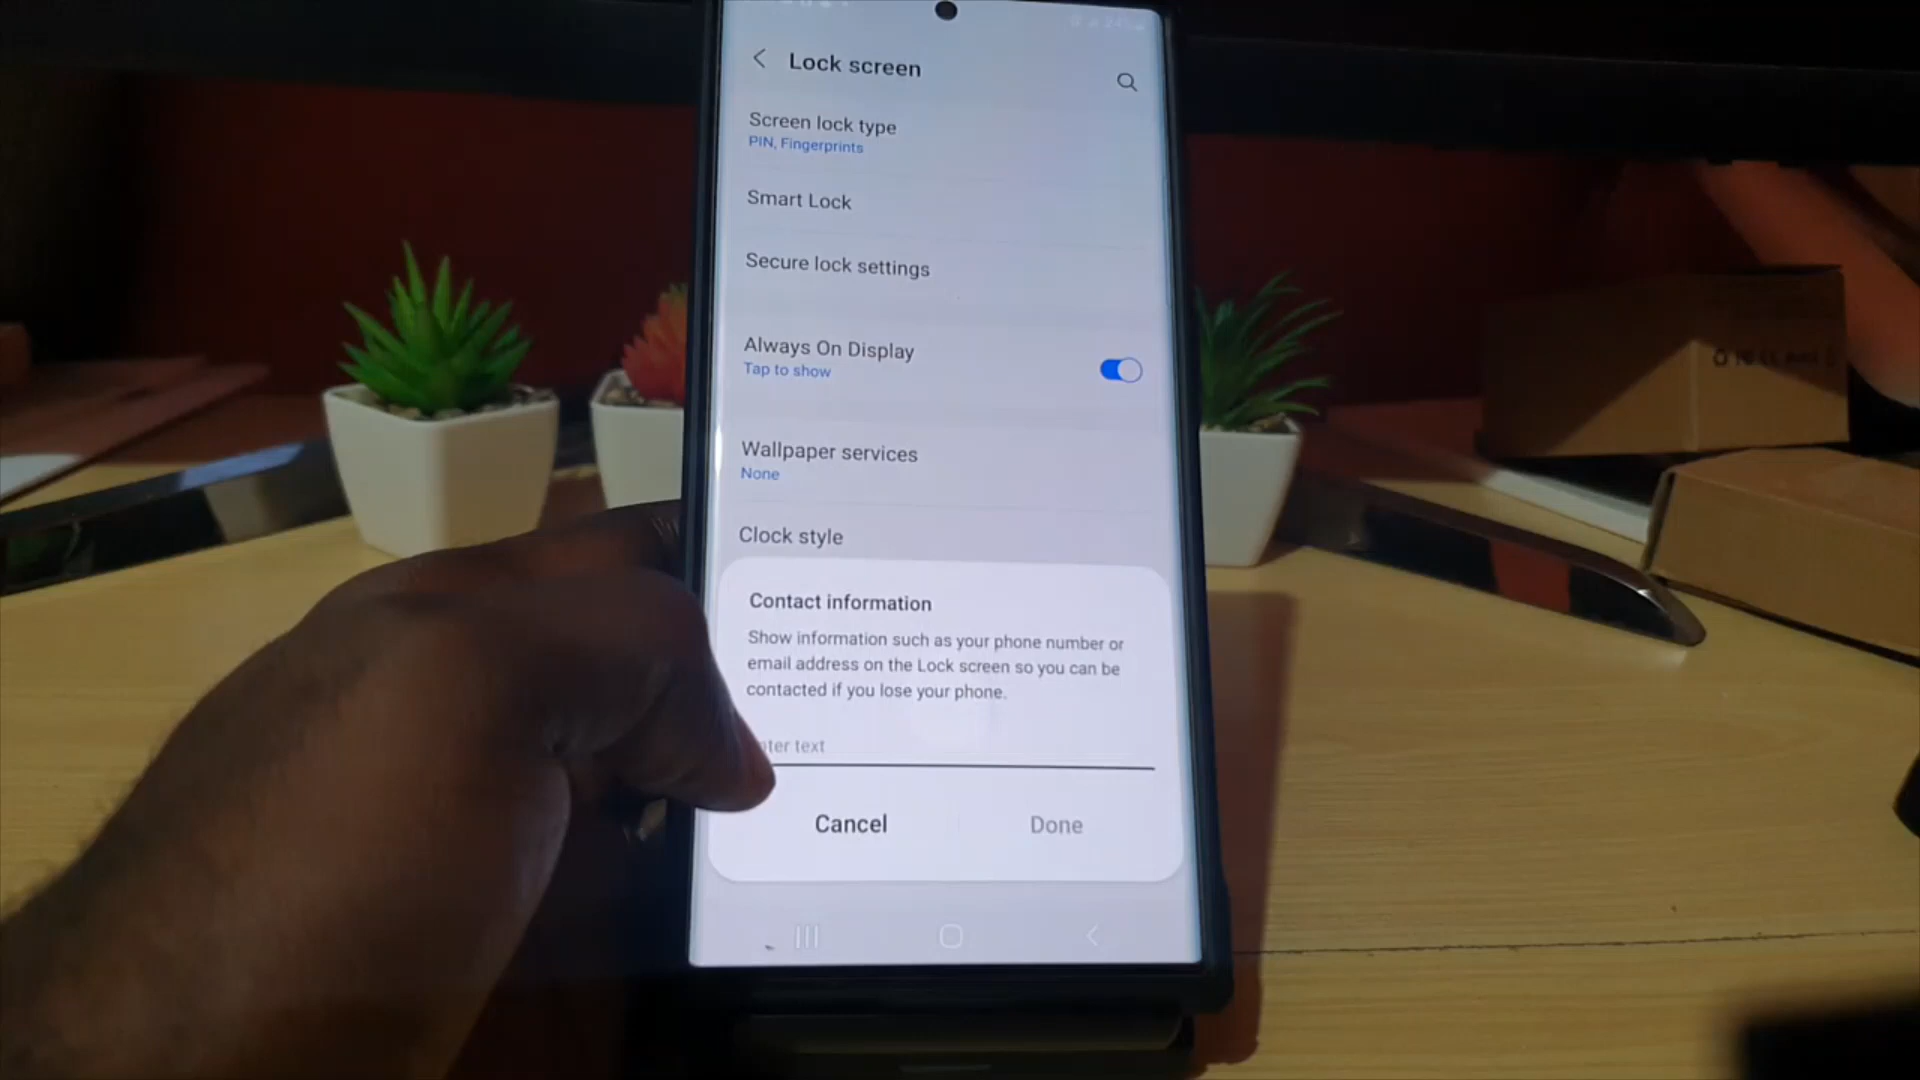 Lock screen
Screen lock type
PIN, Fingerprints
Smart Lock
Secure lock settings
Always On Display
Tap to show
Wallpaper services
None
Clock style
Contact information
Show information such as your phone number or
email address on the Lock screen so you can be
contacted if you lose your phone.
ter text
Cancel
Done